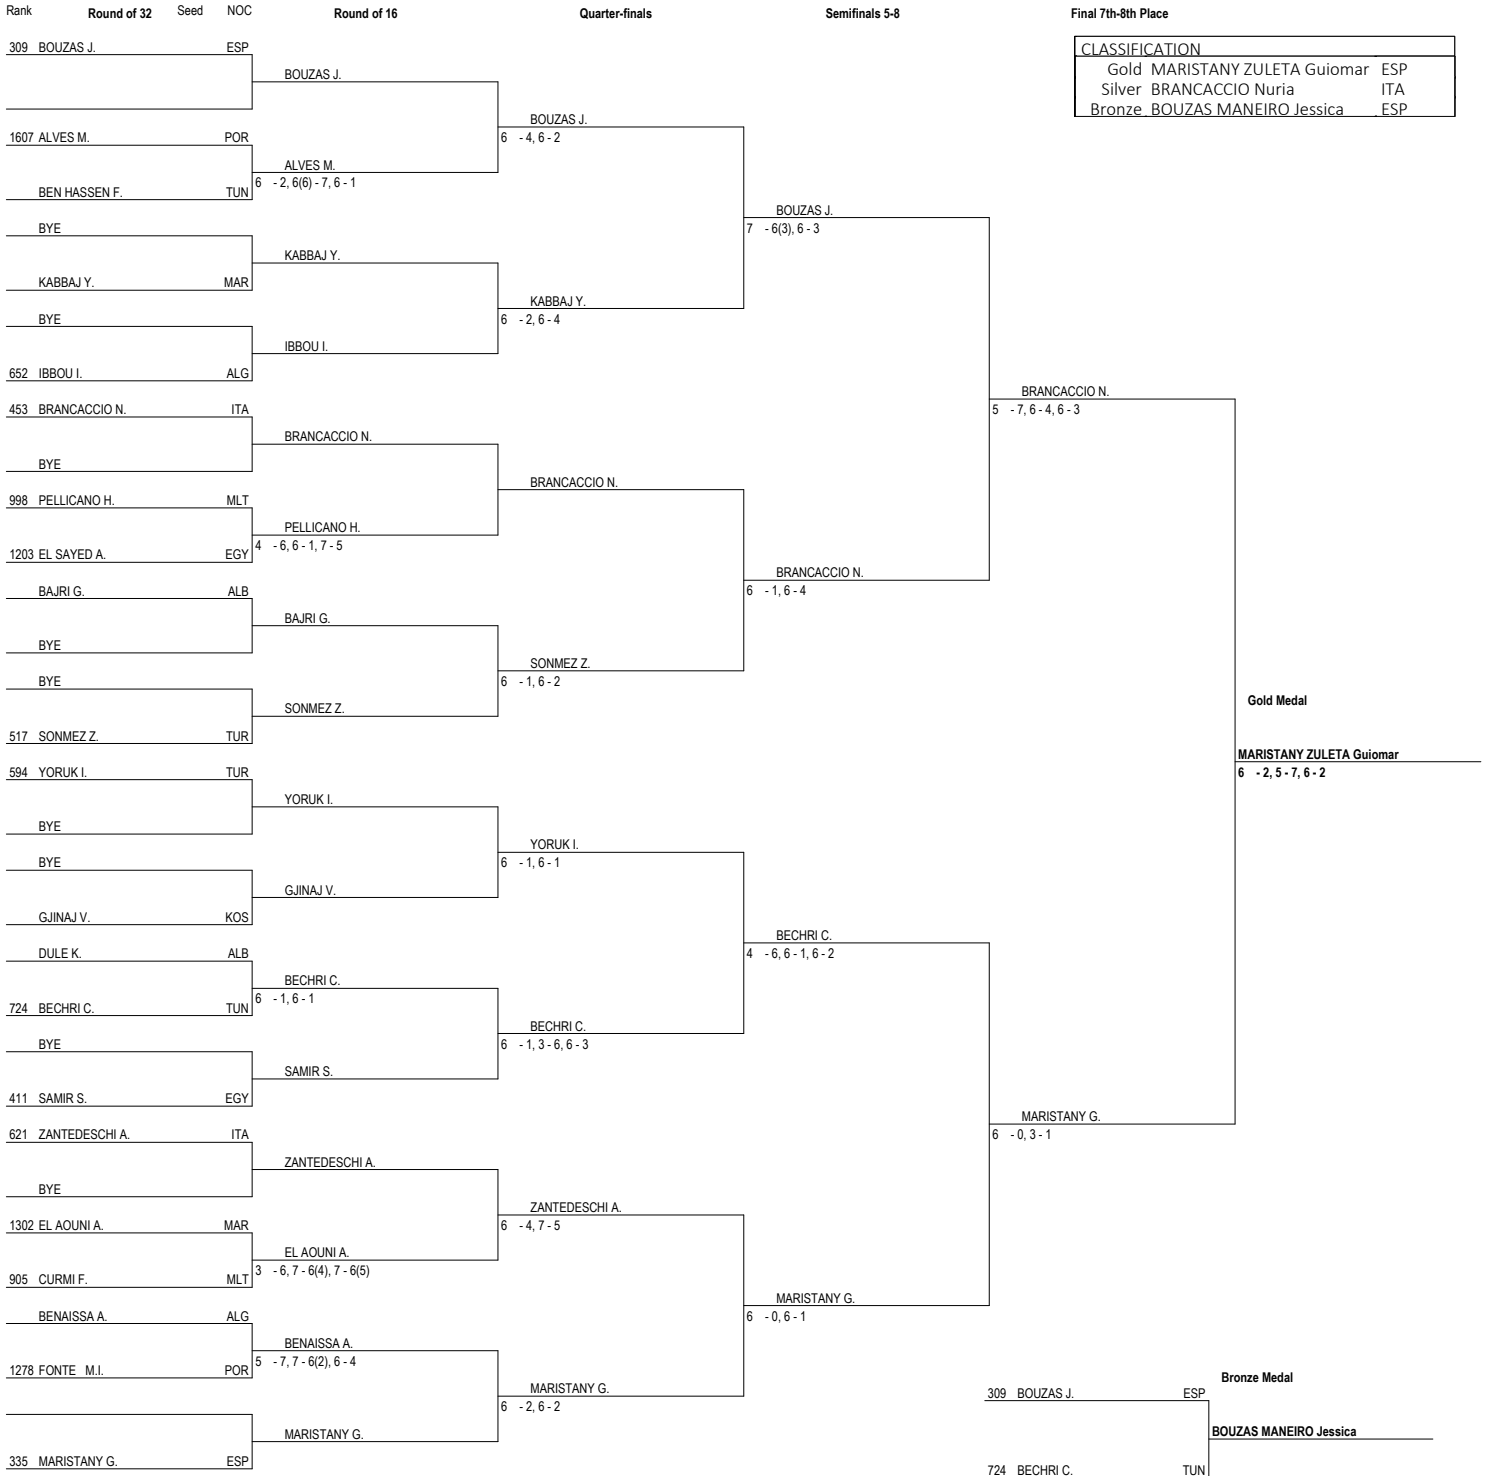 Rank Round of 32 Seed NOC Round of 16 Quarter-finals Semifinals 5-8 Final 7th-8th Place
CLASSIFICATION
Gold MARISTANY ZULETA Guiomar ESP
Silver BRANCACCIO Nuria ITA
Bronze BOUZAS MANEIRO Jessica ESP
309 BOUZAS J. ESP
BOUZAS J.
BOUZAS J.
6 - 4, 6 - 2
1607 ALVES M. POR
ALVES M.
6 - 2, 6(6) - 7, 6 - 1
BEN HASSEN F. TUN
BOUZAS J.
7 - 6(3), 6 - 3
BYE
KABBAJ Y.
KABBAJ Y. MAR
KABBAJ Y.
6 - 2, 6 - 4
BYE
IBBOU I.
652 IBBOU I. ALG
BRANCACCIO N.
5 - 7, 6 - 4, 6 - 3
453 BRANCACCIO N. ITA
BRANCACCIO N.
BYE
BRANCACCIO N.
998 PELLICANO H. MLT
PELLICANO H.
4 - 6, 6 - 1, 7 - 5
1203 EL SAYED A. EGY
BRANCACCIO N.
6 - 1, 6 - 4
BAJRI G. ALB
BAJRI G.
BYE
SONMEZ Z.
6 - 1, 6 - 2
BYE
SONMEZ Z.
517 SONMEZ Z. TUR
Gold Medal
MARISTANY ZULETA Guiomar
6 - 2, 5 - 7, 6 - 2
594 YORUK I. TUR
YORUK I.
BYE
YORUK I.
6 - 1, 6 - 1
BYE
GJINAJ V.
GJINAJ V. KOS
BECHRI C.
4 - 6, 6 - 1, 6 - 2
DULE K. ALB
BECHRI C.
6 - 1, 6 - 1
724 BECHRI C. TUN
BECHRI C.
6 - 1, 3 - 6, 6 - 3
BYE
SAMIR S.
411 SAMIR S. EGY
MARISTANY G.
6 - 0, 3 - 1
621 ZANTEDESCHI A. ITA
ZANTEDESCHI A.
BYE
ZANTEDESCHI A.
6 - 4, 7 - 5
1302 EL AOUNI A. MAR
EL AOUNI A.
3 - 6, 7 - 6(4), 7 - 6(5)
905 CURMI F. MLT
MARISTANY G.
6 - 0, 6 - 1
BENAISSA A. ALG
BENAISSA A.
5 - 7, 7 - 6(2), 6 - 4
1278 FONTE M.I. POR
MARISTANY G.
6 - 2, 6 - 2
MARISTANY G.
335 MARISTANY G. ESP
Bronze Medal
309 BOUZAS J. ESP
BOUZAS MANEIRO Jessica
724 BECHRI C. TUN